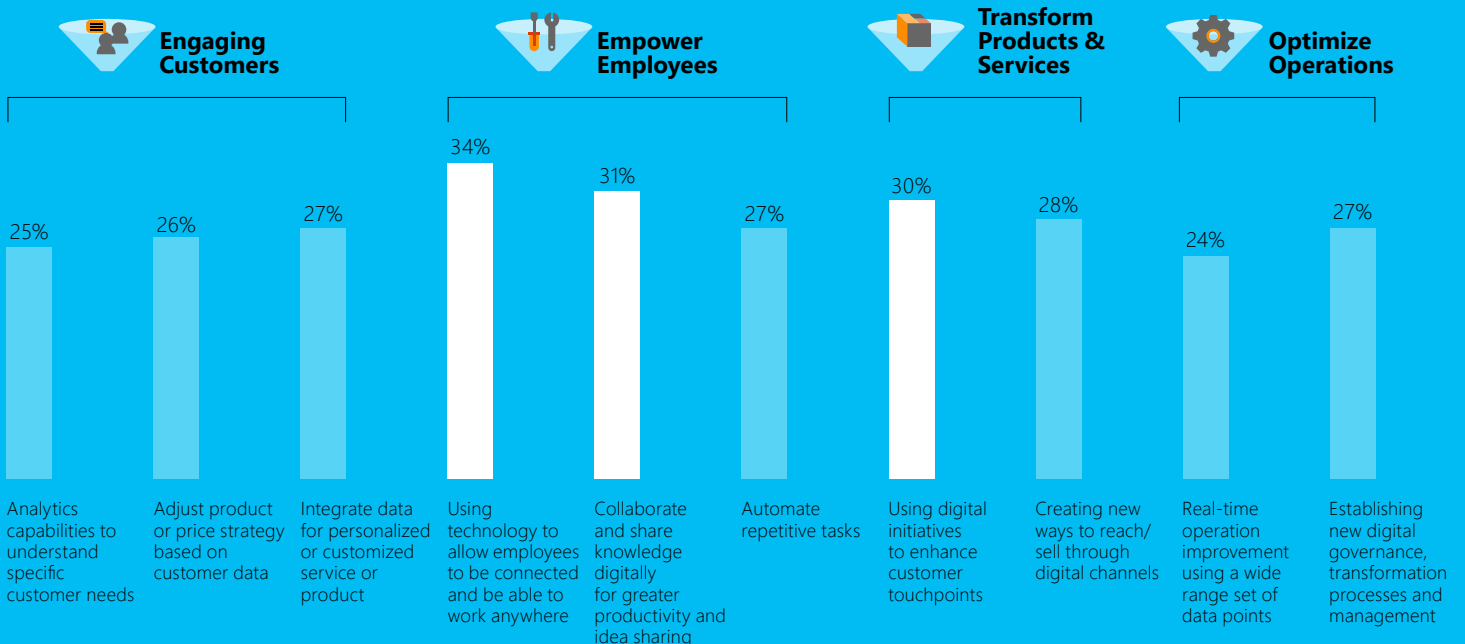 Engaging
Customers
Empower
Employees
Transform
Products &
Services
Optimize
Operations
25%
26%
27%
34%
31%
27%
30%
28%
24%
27%
Analytics
capabilities to
understand
specific
customer needs
Adjust product
or price strategy
based on
customer data
Integrate data
for personalized
or customized
service or
product
Using
technology to
allow employees
to be connected
and be able to
work anywhere
Collaborate
and share
knowledge
digitally
for greater
productivity and
idea sharing
Automate
repetitive tasks
Using digital
initiatives
to enhance
customer
touchpoints
Creating new
ways to reach/
sell through
digital channels
Real-time
operation
improvement
using a wide
range set of
data points
Establishing
new digital
governance,
transformation
processes and
management